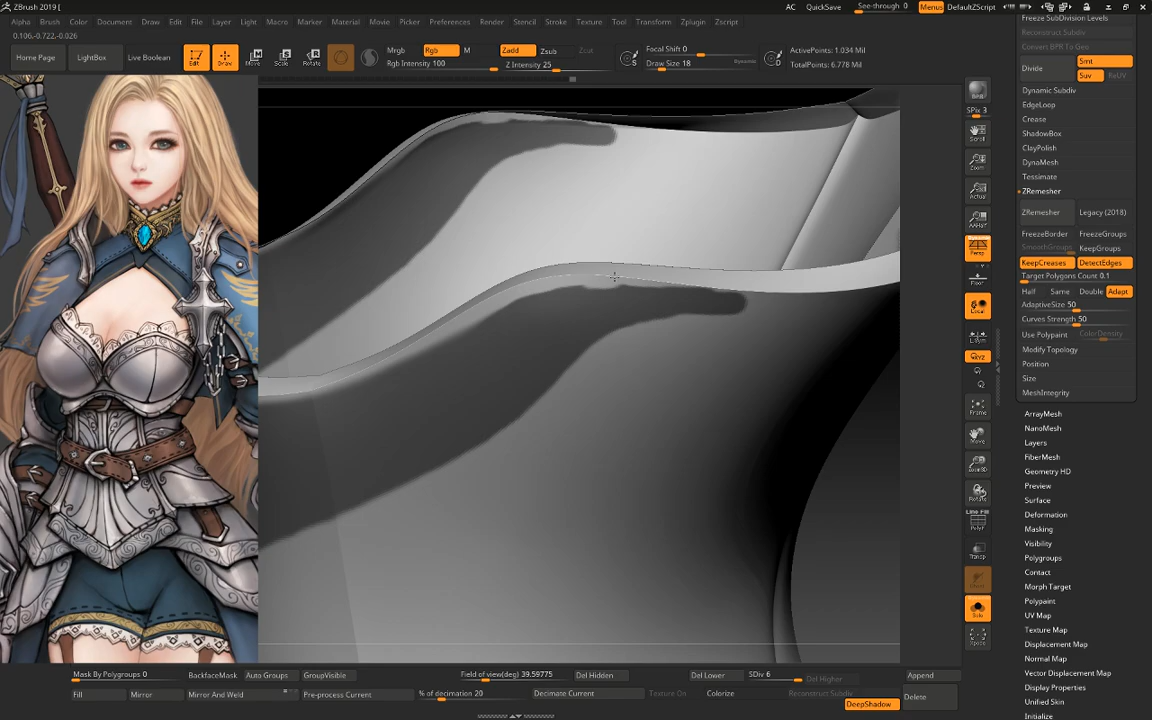 ZBrush 2019 [
AC QuickSave See-through 0 Menus DefaultZScript
Alpha Brush Color Document Draw Edit File Layer Light Macro Marker Material Movie Picker Preferences Render Stencil Stroke Texture Tool Transform Zplugin Zscript
0.106,-0.722,-0.026
Home Page LightBox Live Boolean Edit Draw Move Scale Rotate
Mrgb Rgb M Zadd Zsub Zcut
Rgb Intensity 100 Z Intensity 25
Focal Shift 0
Draw Size 18 Dynamic
S D
ActivePoints: 1.034 Mil
TotalPoints: 6.778 Mil
BPR
SPix 3
Scroll
Zoom
Actual
AAHalf
Persp
Floor
Local
L.Sym
Qxyz
Frame
Move
Zoom3D
Rotate
Line Fill
PolyF
Transp
Solo
Xpose
Freeze SubDivision Levels
Reconstruct Subdiv
Convert BPR To Geo
Divide Smt
Suv ReUV
Dynamic Subdiv
EdgeLoop
Crease
ShadowBox
ClayPolish
DynaMesh
Tessimate
ZRemesher
ZRemesher Legacy (2018)
FreezeBorder FreezeGroups
SmoothGroups KeepGroups
KeepCreases DetectEdges
Target Polygons Count 0.1
Half Same Double Adapt
AdaptiveSize 50
Curves Strength 50
Use Polypaint ColorDensity
Modify Topology
Position
Size
MeshIntegrity
ArrayMesh
NanoMesh
Layers
FiberMesh
Geometry HD
Preview
Surface
Deformation
Masking
Visibility
Polygroups
Contact
Morph Target
Polypaint
UV Map
Texture Map
Displacement Map
Normal Map
Vector Displacement Map
Display Properties
Unified Skin
Initialize
Mask By Polygroups 0 BackfaceMask Auto Groups GroupVisible Field of view(deg) 39.59775 Del Hidden Del Lower SDiv 6 Del Higher Append
Fill Mirror Mirror And Weld Pre-process Current % of decimation 20 Decimate Current Texture On Colorize Reconstruct Subdiv Delete
DeepShadow